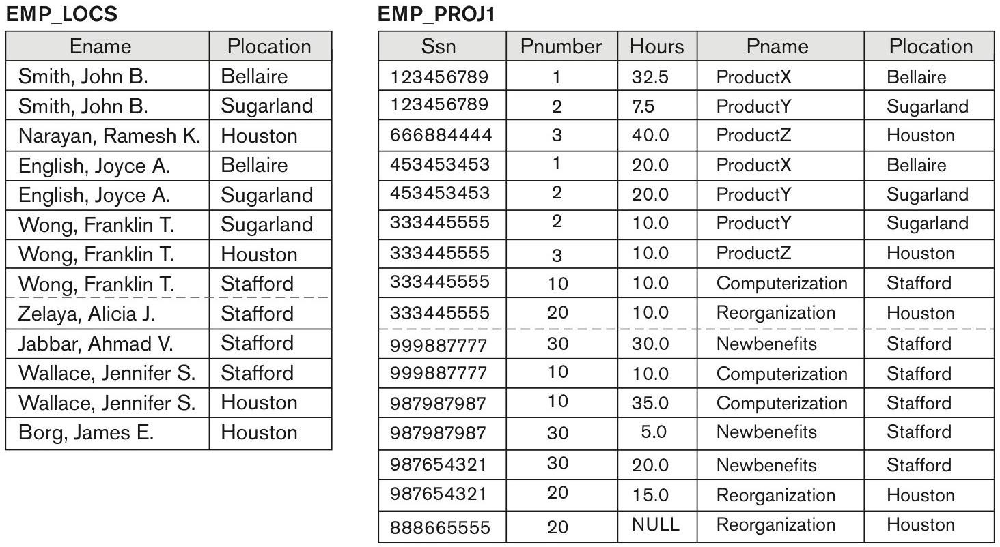 EMP_LOCS
Ename Plocation
Smith, John B. Bellaire
Smith, John B. Sugarland
Narayan, Ramesh K. Houston
English, Joyce A. Bellaire
English, Joyce A. Sugarland
Wong, Franklin T. Sugarland
Wong, Franklin T. Houston
Wong, Franklin T. Stafford
Zelaya, Alicia J. Stafford
Jabbar, Ahmad V. Stafford
Wallace, Jennifer S. Stafford
Wallace, Jennifer S. Houston
Borg, James E. Houston
EMP_PROJ1
Ssn Pnumber Hours Pname Plocation
123456789 1 32.5 ProductX Bellaire
123456789 2 7.5 ProductY Sugarland
666884444 3 40.0 ProductZ Houston
453453453 1 20.0 ProductX Bellaire
453453453 2 20.0 ProductY Sugarland
333445555 2 10.0 ProductY Sugarland
333445555 3 10.0 ProductZ Houston
333445555 10 10.0 Computerization Stafford
333445555 20 10.0 Reorganization Houston
999887777 30 30.0 Newbenefits Stafford
999887777 10 10.0 Computerization Stafford
987987987 10 35.0 Computerization Stafford
987987987 30 5.0 Newbenefits Stafford
987654321 30 20.0 Newbenefits Stafford
987654321 20 15.0 Reorganization Houston
888665555 20 NULL Reorganization Houston